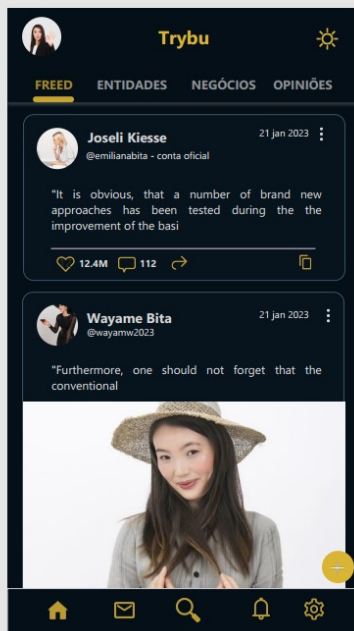 Trybu
FREED ENTIDADES NEGÓCIOS OPINIÕES
Joseli Kiesse 21 jan 2023
@emilianabita - conta oficial
"It is obvious, that a number of brand new
approaches has been tested during the the
improvement of the basi
12.4M 112
Wayame Bita 21 jan 2023
@wayamw2023
"Furthermore, one should not forget that the
conventional